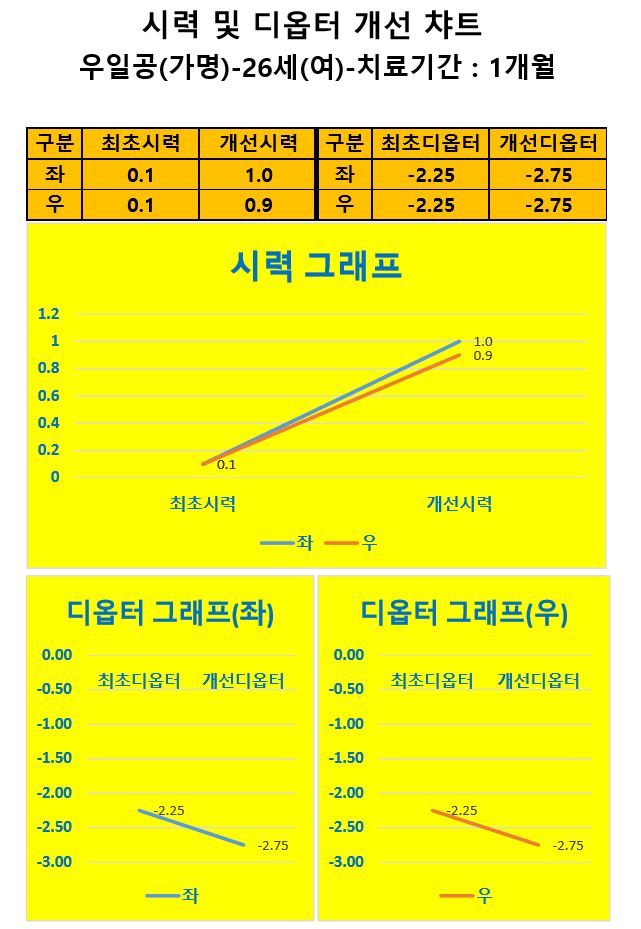 시력 및 디옵터 개선 챠트
우일공(가명)-26세(여)-치료기간 : 1개월
구분 최초시력 개선시력 구분 최초디옵터 개선디옵터
좌 0.1 1.0 좌 -2.25 -2.75
우 0.1 0.9 우 -2.25 -2.75
시력 그래프
1.2
1
0.8
0.6
0.4
0.2
0
1.0
0.9
0.1
최초시력 개선시력
좌 우
디옵터 그래프(좌)
0.00
-0.50
-1.00
-1.50
-2.00
-2.50
-3.00
최초디옵터 개선디옵터
-2.25
-2.75
좌
디옵터 그래프(우)
0.00
-0.50
-1.00
-1.50
-2.00
-2.50
-3.00
최초디옵터 개선디옵터
-2.25
-2.75
우